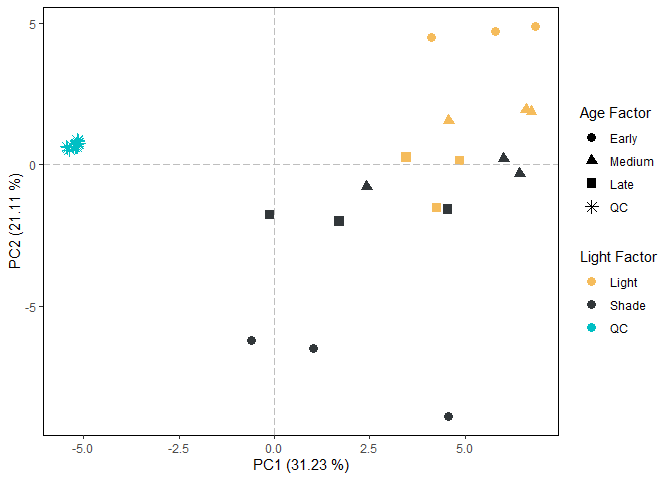 5
0
-5
PC2 (21.11 %)
-5.0
-2.5
0.0
2.5
5.0
PC1 (31.23 %)
Age Factor
Early
Medium
Late
QC
Light Factor
Light
Shade
QC